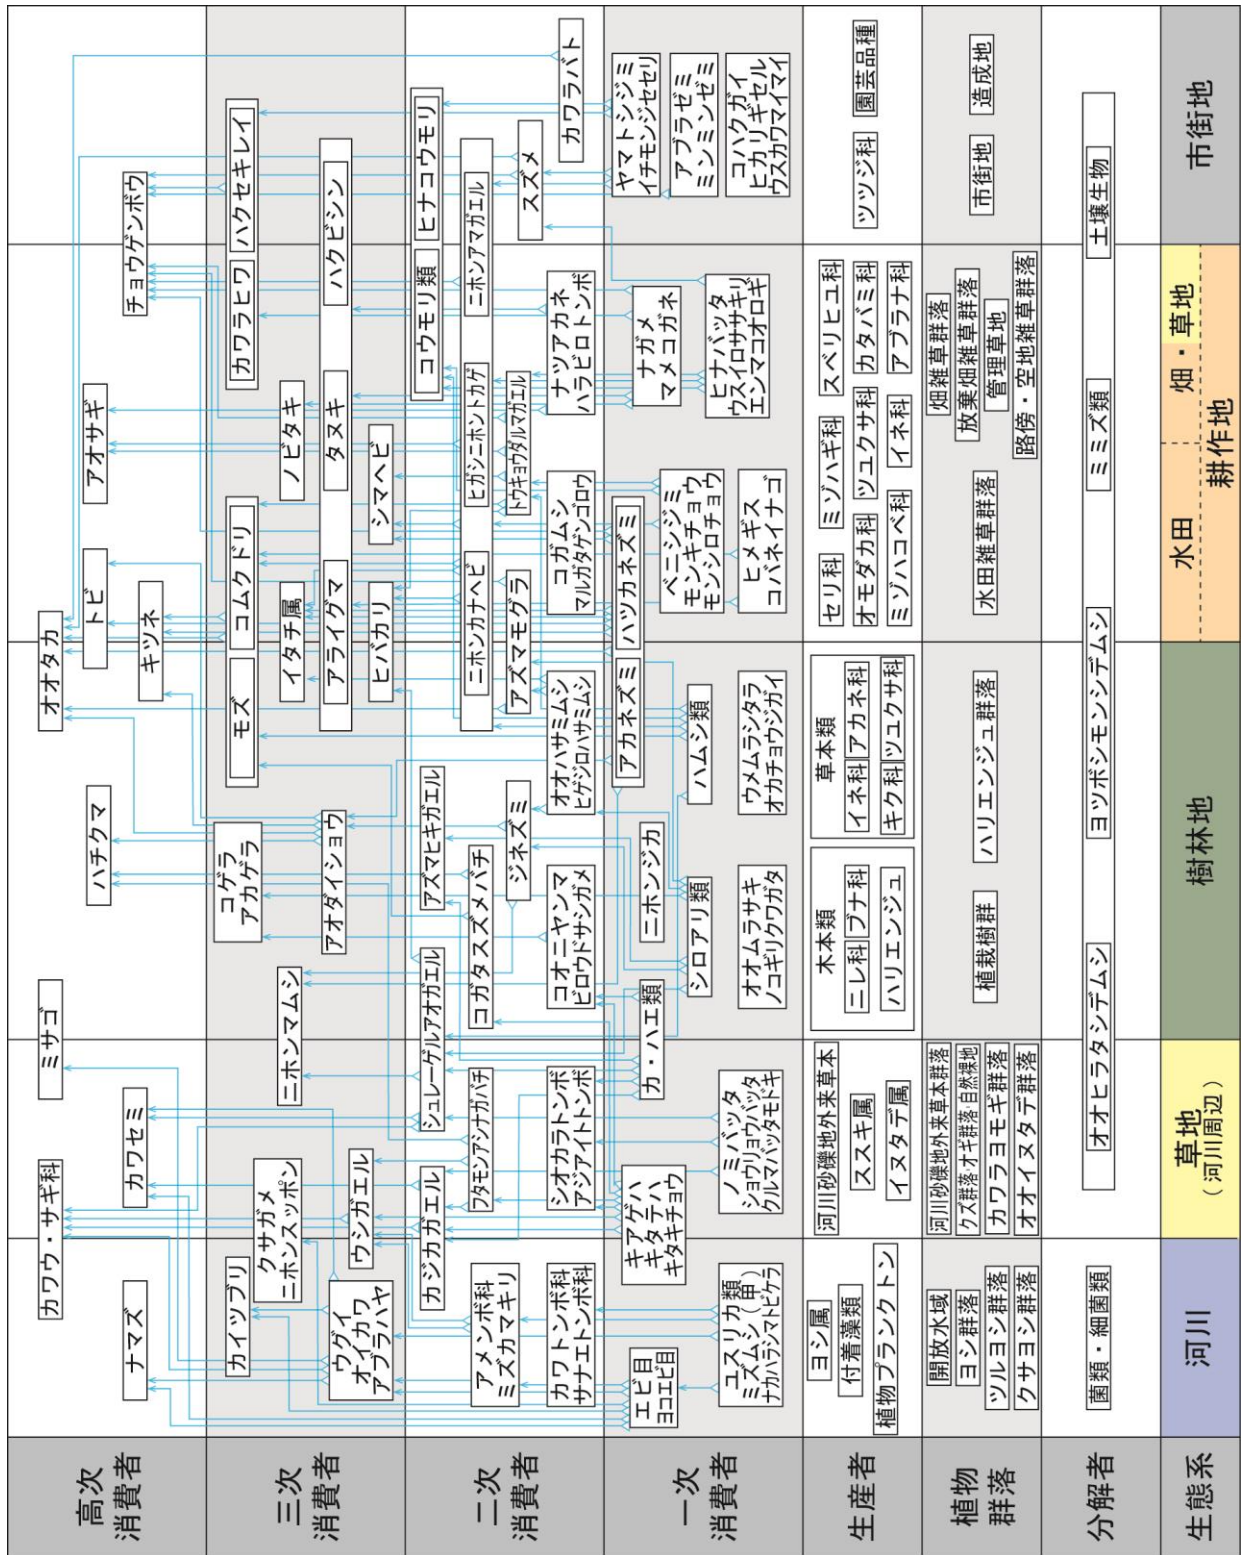 高次
消費者
カワウ・サギ科
ミサゴ
オオタカ
ナマズ
カワセミ
ハチクマ
トビ
アオサギ
キツネ
チョウゲンボウ
三次
消費者
カイツブリ
クサガメ
ニホンスッポン
コゲラ
アカゲラ
モズ
コムクドリ
カワラヒワ
ハクセキレイ
ニホンマムシ
イタチ属
ノビタキ
ウグイ
オイカワ
アブラハヤ
ウシガエル
アオダイショウ
アライグマ
タヌキ
ハクビシン
ヒバカリ
シマヘビ
二次
消費者
カジカガエル
シュレーゲルアオガエル
アズマヒキガエル
コウモリ類
ヒナコウモリ
アメンボ科
ミズカマキリ
フタモンアシナガバチ
コガタスズメバチ
ニホンカナヘビ
ヒガシニホントカゲ
ニホンアマガエル
ジネズミ
アズマモグラ
トウキョウダルマガエル
スズメ
カワトンボ科
サナエトンボ科
シオカラトンボ
アジアイトトンボ
コオニヤンマ
ビロウドサシガメ
オオハサミムシ
ヒゲジロハサミムシ
コガムシ
マルガタゲンゴロウ
ナツアカネ
ハラビロトンボ
カワラバト
一次
消費者
エビ目
ヨコエビ目
キアゲハ
キタテハ
キタキチョウ
カ・ハエ類
ニホンジカ
アカネズミ
ハツカネズミ
ナガメ
マメコガネ
ヤマトシジミ
イチモンジセセリ
シロアリ類
ハムシ類
ベニシジミ
モンキチョウ
モンシロチョウ
アブラゼミ
ミンミンゼミ
ユスリカ類
ミズムシ(甲)
ナカハラシマトビケラ
ノミバッタ
ショウリョウバッタ
クルマバッタモドキ
オオムラサキ
ノコギリクワガタ
ウメムラシタラ
オカチョウジガイ
ヒメギス
コバネイナゴ
ヒナバッタ
ウスイロササキリ
エンマコオロギ
コハクガイ
ヒカリギセル
ウスカワマイマイ
生産者
ヨシ属
付着藻類
植物プランクトン
河川砂礫地外来草本
ススキ属
イヌタデ属
木本類
ニレ科
ブナ科
ハリエンジュ
草本類
イネ科
アカネ科
キク科
ツユクサ科
セリ科
ミゾハギ科
スベリヒユ科
オモダカ科
ツユクサ科
カタバミ科
ミゾハコベ科
イネ科
アブラナ科
ツツジ科
園芸品種
植物
群落
開放水域
ヨシ群落
ツルヨシ群落
クサヨシ群落
河川砂礫地外来草本群落
クズ群落・オギ群落・自然裸地
カワラヨモギ群落
オオイヌタデ群落
植栽樹群
ハリエンジュ群落
水田雑草群落
畑雑草群落
放棄畑雑草群落
管理草地
路傍・空地雑草群落
市街地
造成地
分解者
菌類・細菌類
オオヒラタシデムシ
ヨツボシモンシデムシ
ミミズ類
土壌生物
生態系
河川
草地
(河川周辺)
樹林地
水田
畑・草地
耕作地
市街地